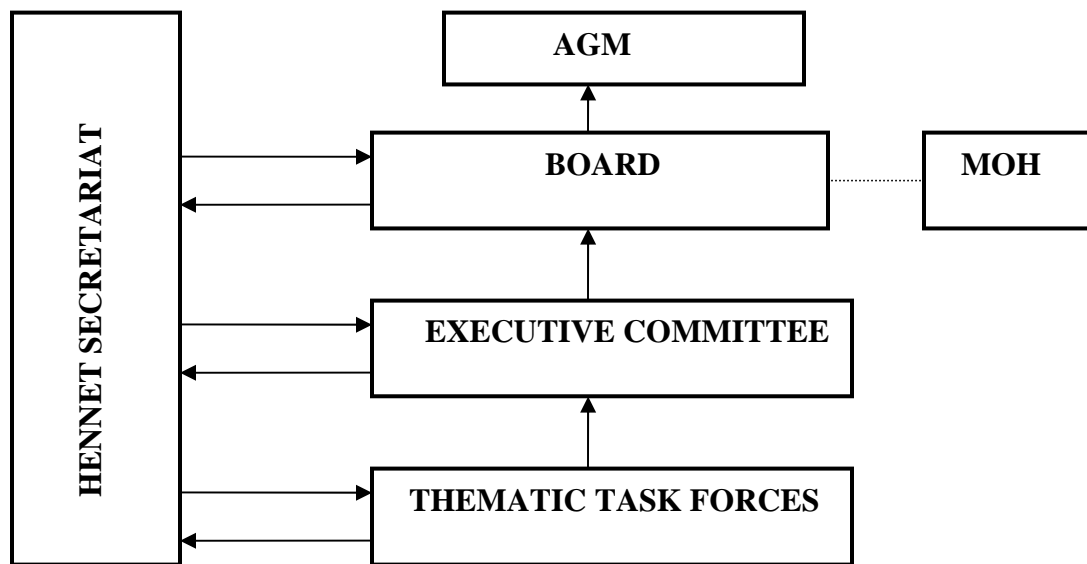 AGM
BOARD
MOH
HENNET SECRETARIAT
EXECUTIVE COMMITTEE
THEMATIC TASK FORCES